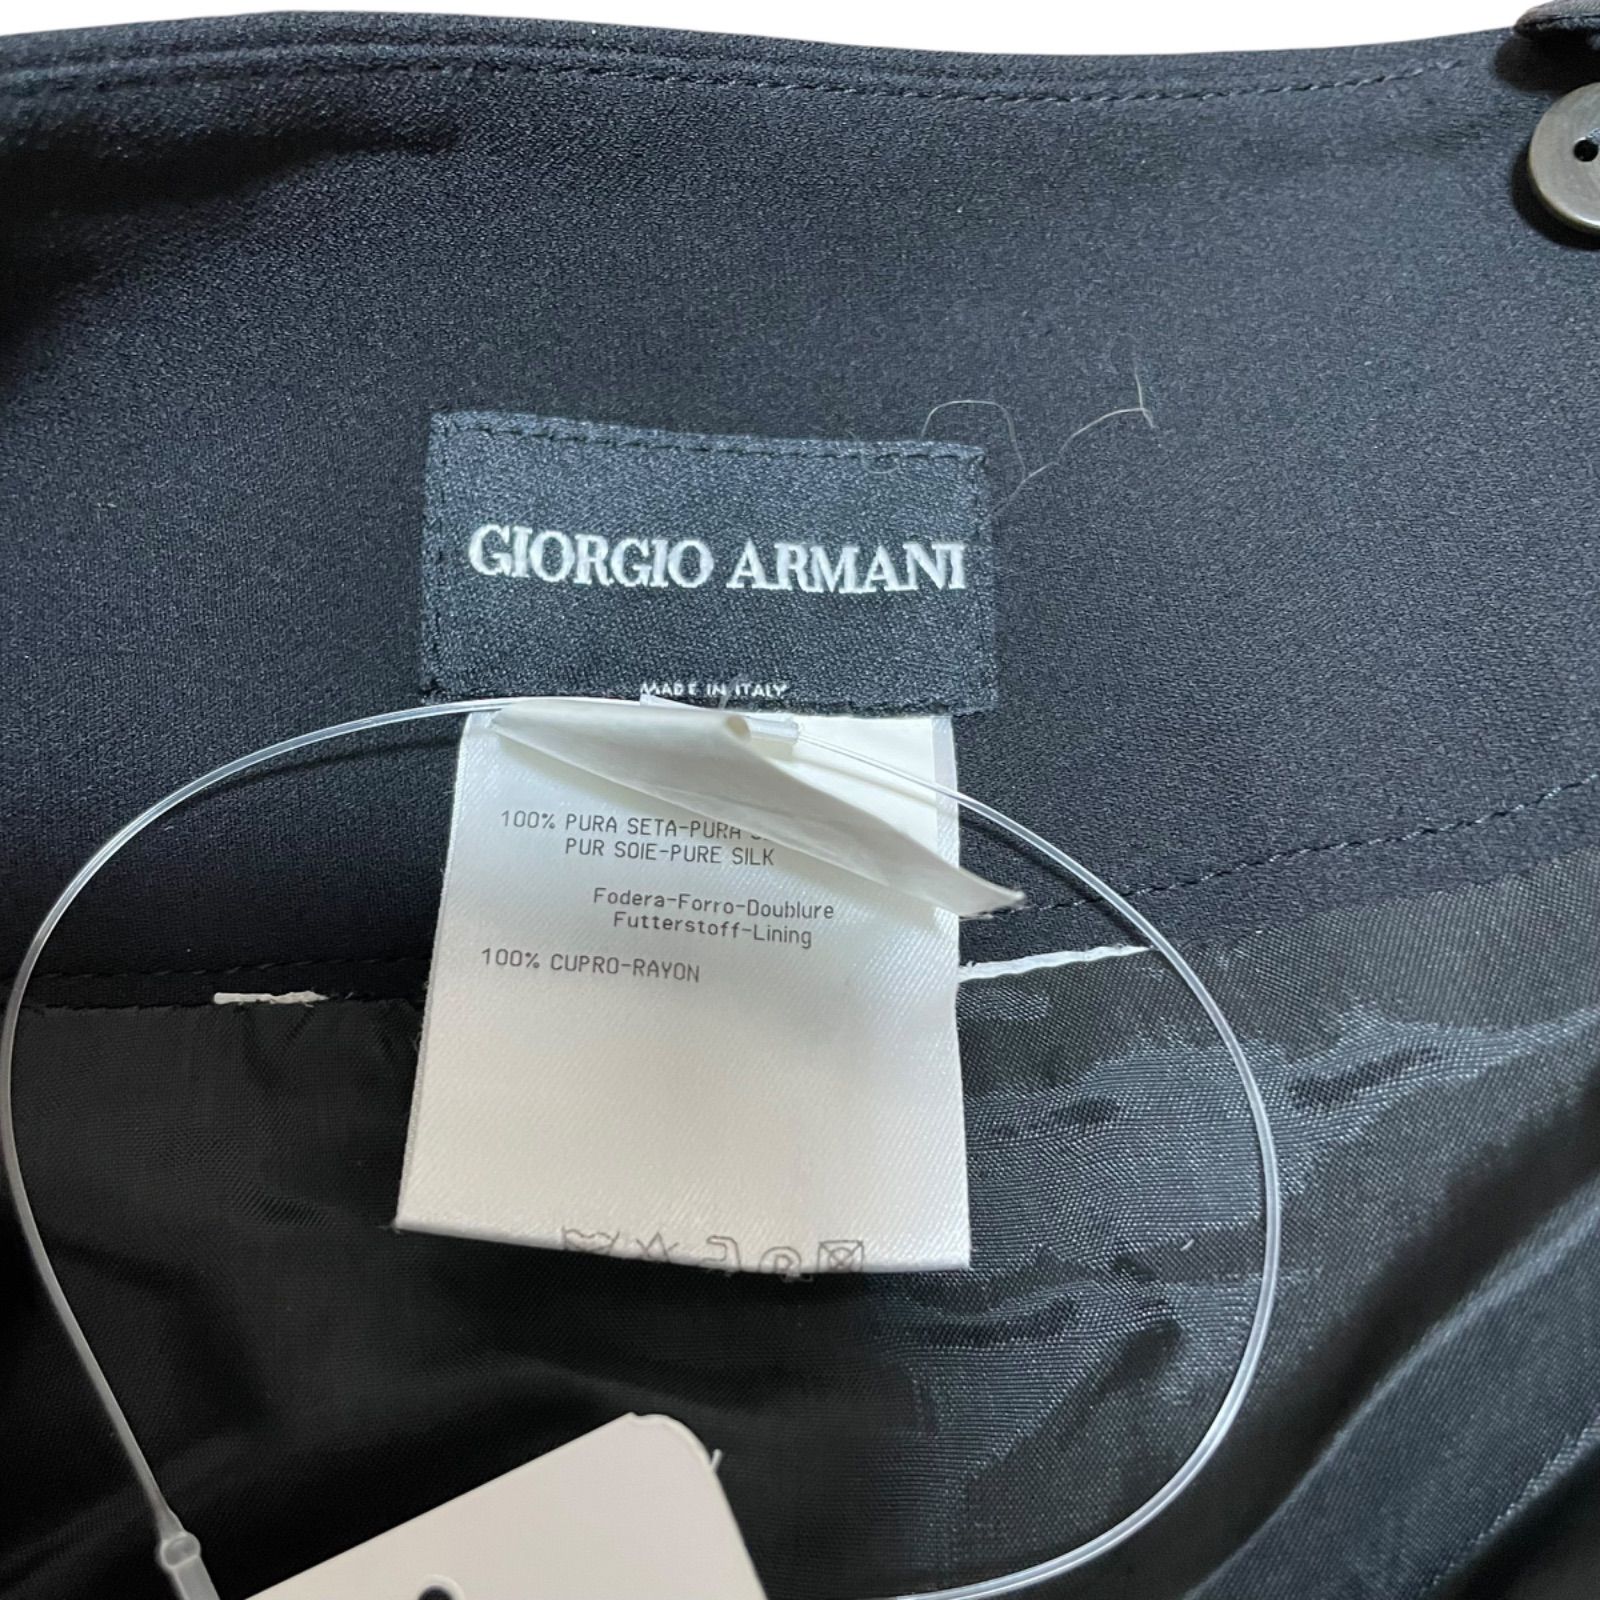 GIORGIO ARMANI
MADE IN ITALY
100% PURA SETA-PURA
PUR SOIE-PURE SILK
Fodera-Forro-Doublure
Futterstoff-Lining
100% CUPRO-RAYON